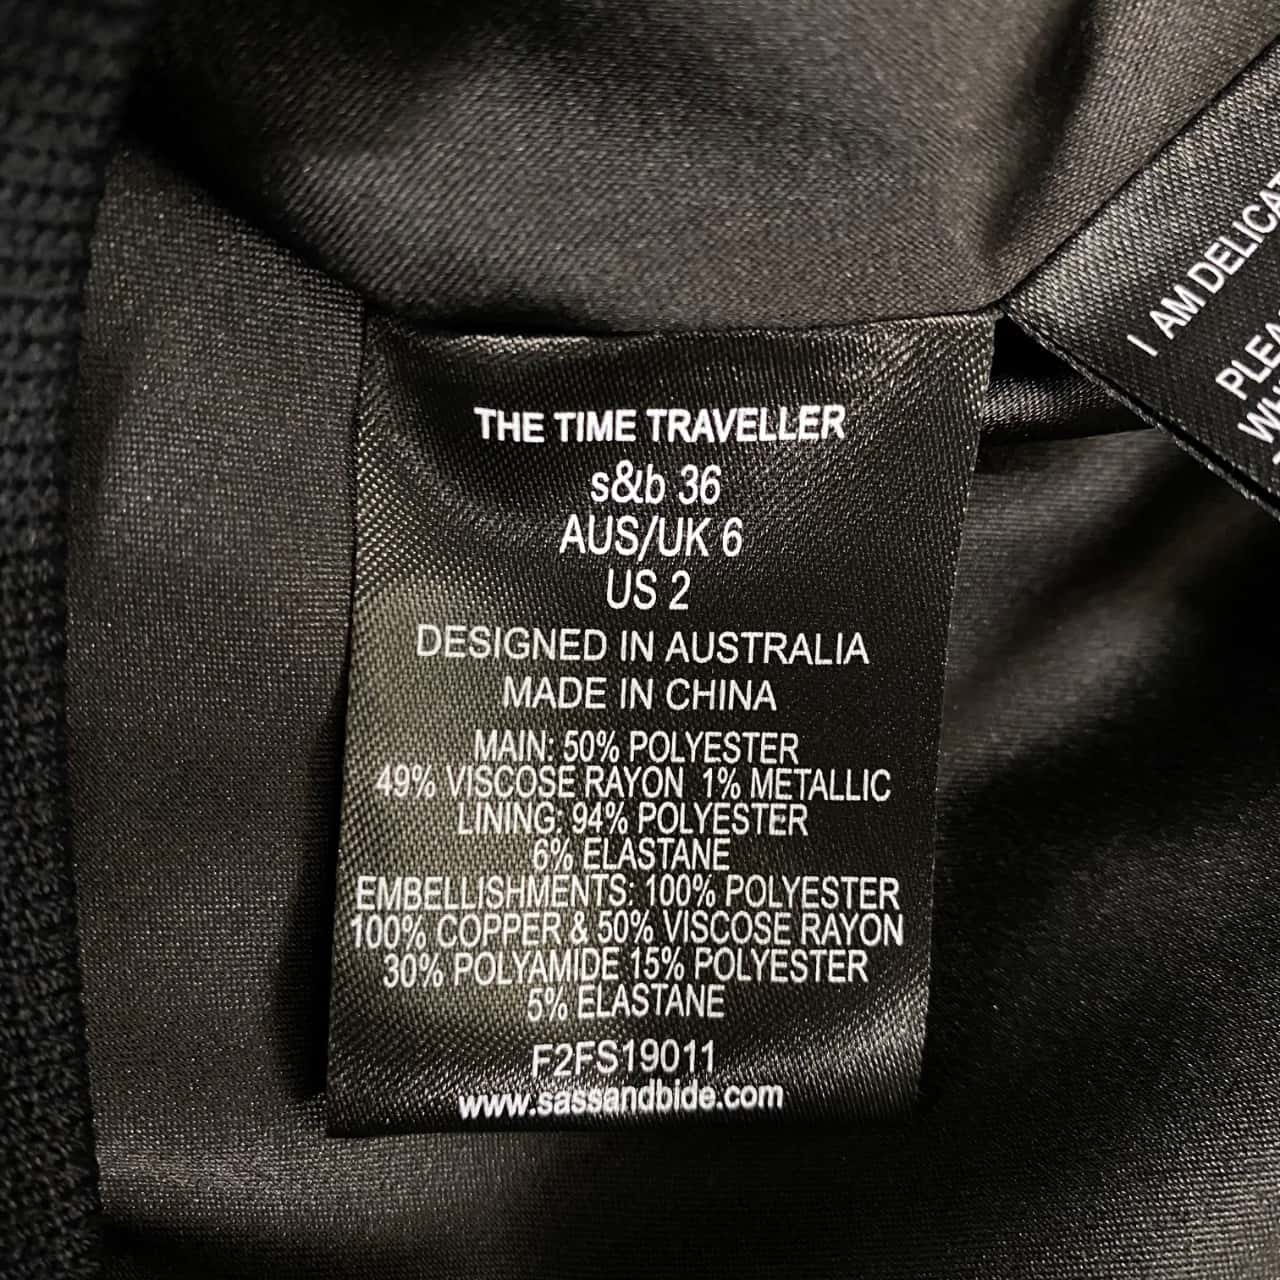 THE TIME TRAVELLER
s&b 36
AUS/UK 6
US 2
DESIGNED IN AUSTRALIA
MADE IN CHINA
MAIN: 50% POLYESTER
49% VISCOSE RAYON 1% METALLIC
LINING: 94% POLYESTER
6% ELASTANE
EMBELLISHMENTS: 100% POLYESTER
100% COPPER & 50% VISCOSE RAYON
30% POLYAMIDE 15% POLYESTER
5% ELASTANE
F2FS19011
www.sassandbide.com
I AM DELICAT